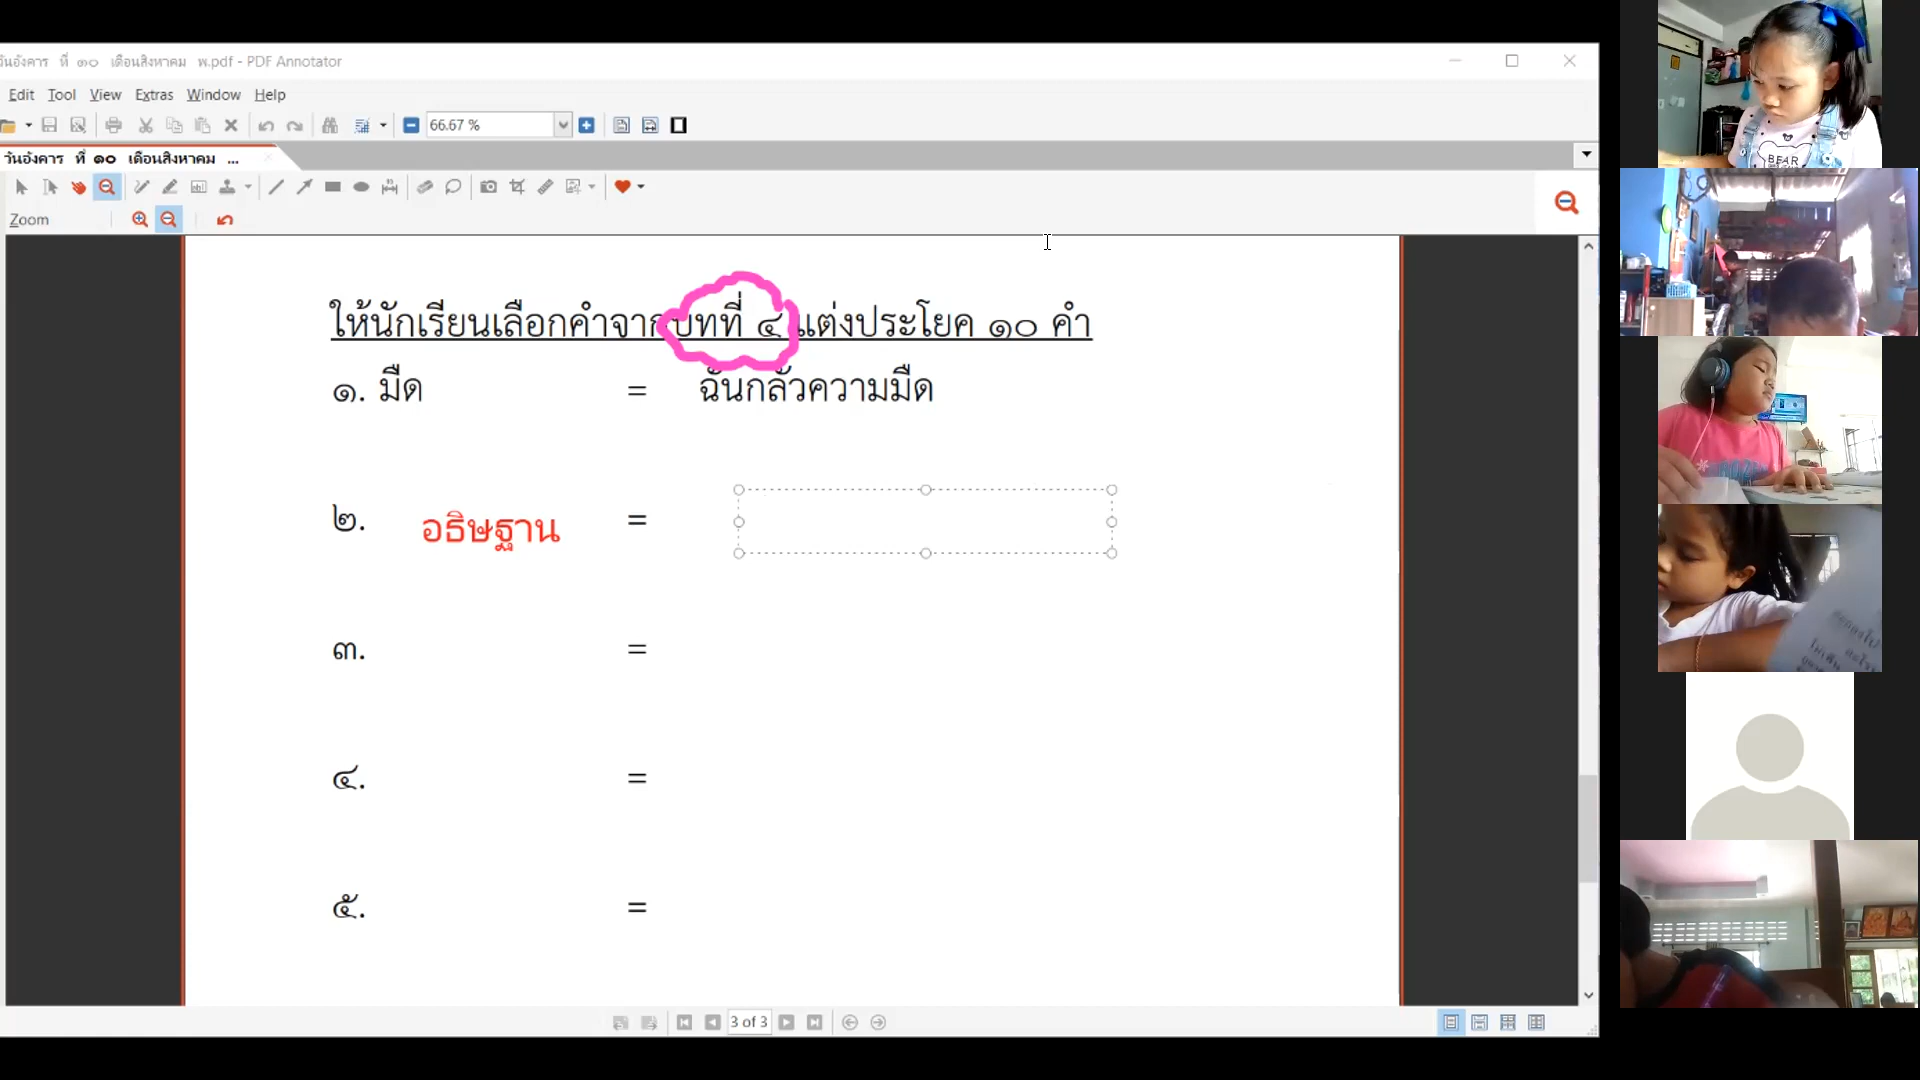 วันอังคาร ที่ ๑๐ เดือนสิงหาคม พ.pdf - PDF Annotator
Edit Tool View Extras Window Help
66.67 %
วันอังคาร ที่ ๑๐ เดือนสิงหาคม ...
Zoom
ให้นักเรียนเลือกคำจากบทที่ ๔ แต่งประโยค ๑๐ คำ
๑. มืด = ฉันกลัวความมืด
๒. อธิษฐาน =
๓. =
๔. =
๕. =
3 of 3
BEAR